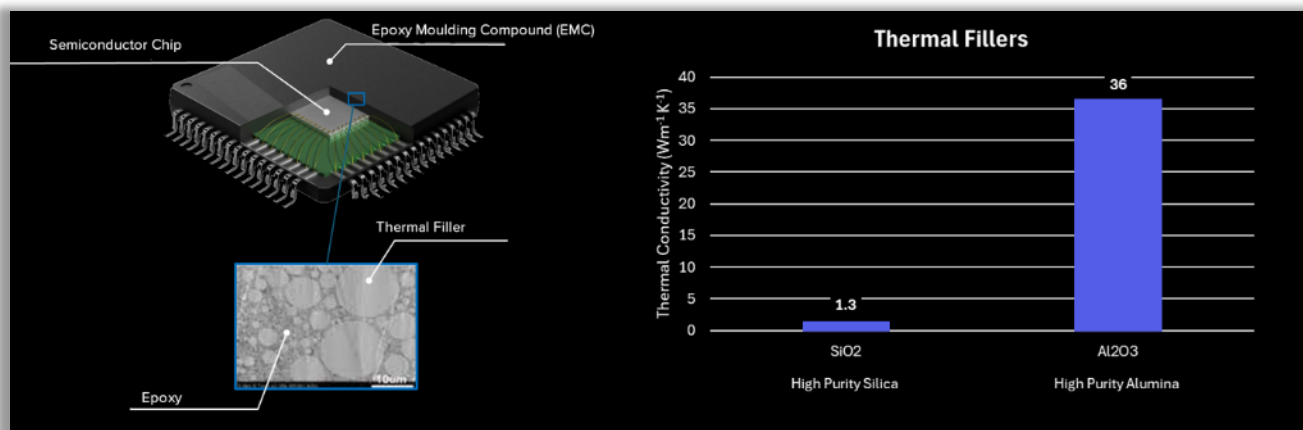 Epoxy Moulding Compound (EMC)
Semiconductor Chip
Thermal Filler
10um
Epoxy
Thermal Fillers
Thermal Conductivity (Wm⁻¹ K⁻¹)
40
35
30
25
20
15
10
5
0
1.3
36
SiO2
Al2O3
High Purity Silica
High Purity Alumina